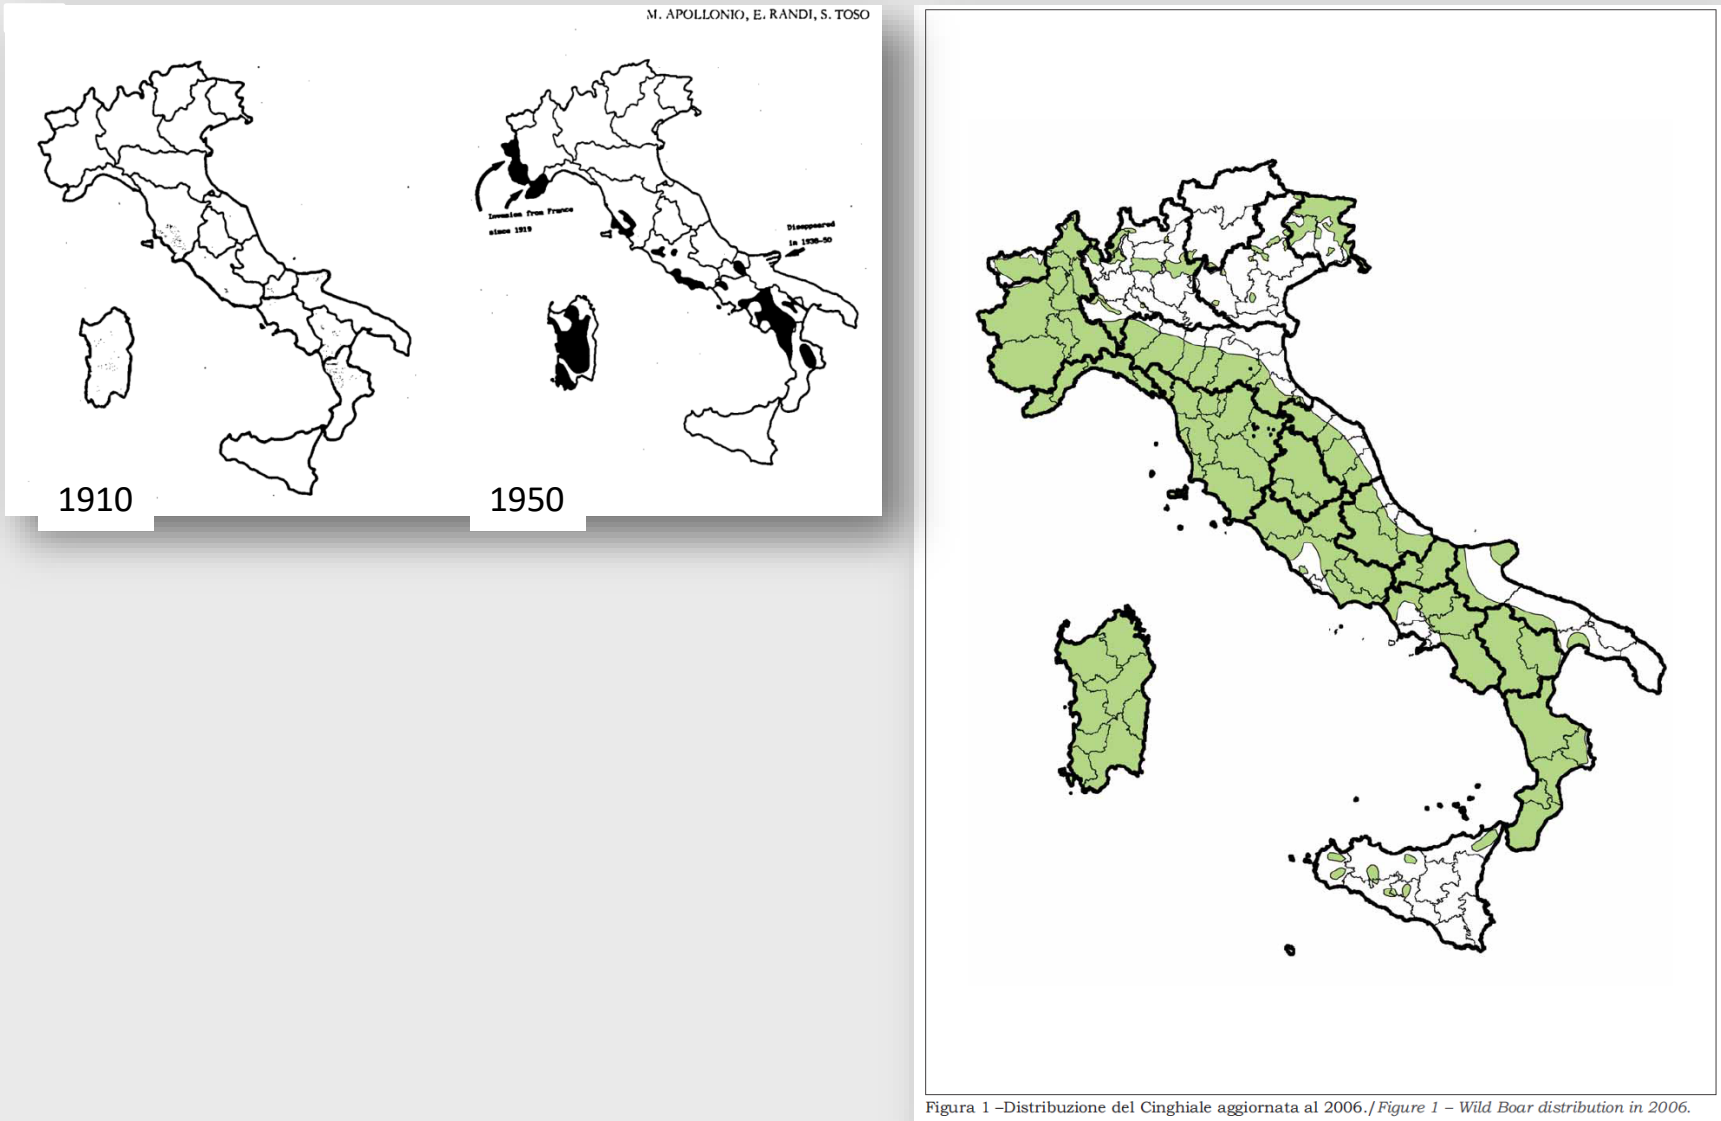 M. APOLLONIO, E. RANDI, S. TOSO
Invasion from France
since 1919
Disappeared
in 1930-50
1910
1950
Figura 1 –Distribuzione del Cinghiale aggiornata al 2006./Figure 1 – Wild Boar distribution in 2006.